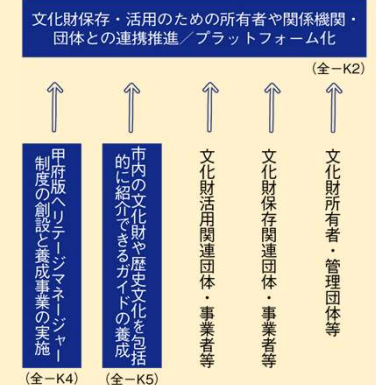 文化財保存・活用のための所有者や関係機関・
団体との連携推進／プラットフォーム化
(全−K2)
文化財所有者・管理団体等
文化財保存関連団体・事業者等
文化財活用関連団体・事業者等
市内の文化財や歴史文化を包括
的に紹介できるガイドの養成
(全−K5)
甲府版ヘリテージマネージャー
制度の創設と養成事業の実施
(全−K4)